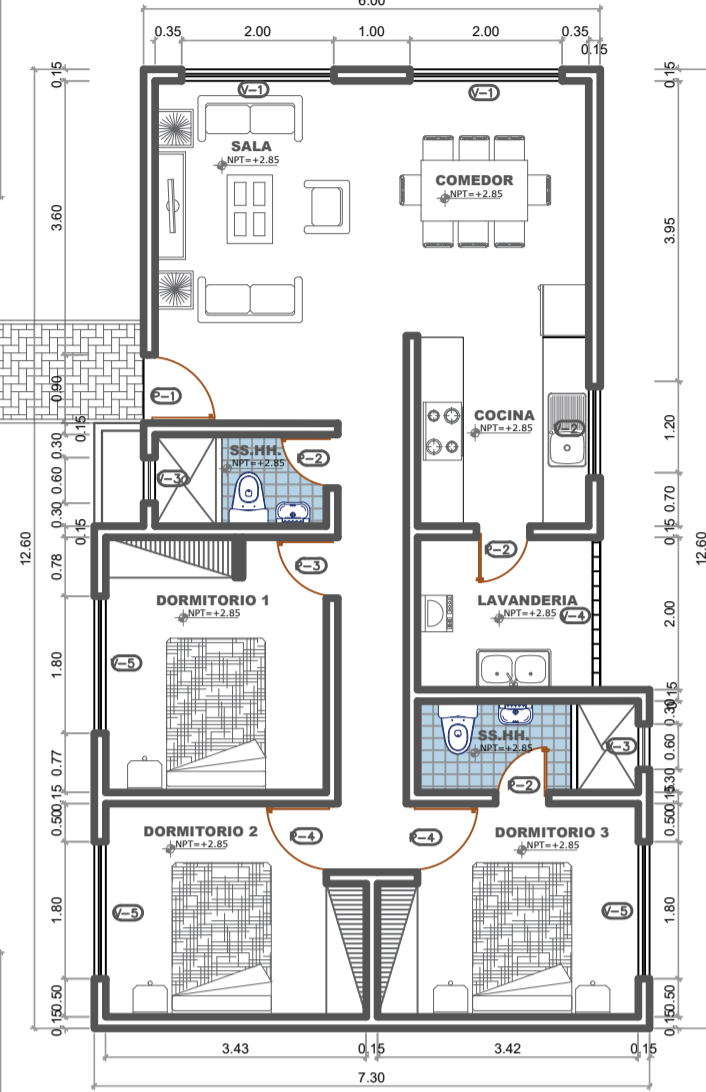 6.00
0.35 2.00 1.00 2.00 0.35
0.15
0.15
0.15
V-1
V-1
SALA
NPT=+2.85
COMEDOR
NPT=+2.85
3.60
3.95
P-1
0.90
COCINA
NPT=+2.85
V-2
1.20
0.15
0.30
SS.HH.
NPT=+2.85
P-2
V-3
0.60
0.30
0.70
0.15
0.15
12.60
12.60
P-2
0.78
P-3
DORMITORIO 1
NPT=+2.85
LAVANDERIA
NPT=+2.85
V-4
2.00
V-5
1.80
0.15
0.30
SS.HH.
NPT=+2.85
V-3
0.60
0.77
P-2
0.30
0.15
0.15
0.50
0.50
DORMITORIO 2
NPT=+2.85
P-4
P-4
DORMITORIO 3
NPT=+2.85
V-5
V-5
1.80
1.80
0.50
0.50
0.15
0.15
3.43 0.15 3.42 0.15
7.30